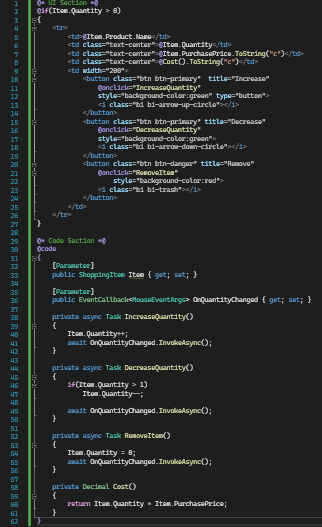 1 @* UI Section *@
2 @if(Item.Quantity > 0)
3 {
4 <tr>
5 <td>@Item.Product.Name</td>
6 <td class="text-center">@Item.Quantity</td>
7 <td class="text-center">@Item.PurchasePrice.ToString("c")</td>
8 <td class="text-center">@Cost().ToString("c")</td>
9 <td width="200">
10 <button class="btn btn-primary" title="Increase"
11 @onclick="IncreaseQuantity"
12 style="background-color:green" type="button">
13 <i class="bi bi-arrow-up-circle"></i>
14 </button>
15 <button class="btn btn-primary" title="Decrease"
16 @onclick="DecreaseQuantity"
17 style="background-color:green">
18 <i class="bi bi-arrow-down-circle"></i>
19 </button>
20 <button class="btn btn-danger" title="Remove"
21 @onclick="RemoveItem"
22 style="background-color:red">
23 <i class="bi bi-trash"></i>
24 </button>
25 </td>
26 </tr>
27 }
28
29 @* Code Section *@
30 @code
31 {
32 [Parameter]
33 public ShoppingItem Item { get; set; }
34
35 [Parameter]
36 public EventCallback<MouseEventArgs> OnQuantityChanged { get; set; }
37
38 private async Task IncreaseQuantity()
39 {
40 Item.Quantity++;
41 await OnQuantityChanged.InvokeAsync();
42 }
43
44 private async Task DecreaseQuantity()
45 {
46 if(Item.Quantity > 1)
47 Item.Quantity--;
48
49 await OnQuantityChanged.InvokeAsync();
50 }
51
52 private async Task RemoveItem()
53 {
54 Item.Quantity = 0;
55 await OnQuantityChanged.InvokeAsync();
56 }
57
58 private Decimal Cost()
59 {
60 return Item.Quantity * Item.PurchasePrice;
61 }
62 }